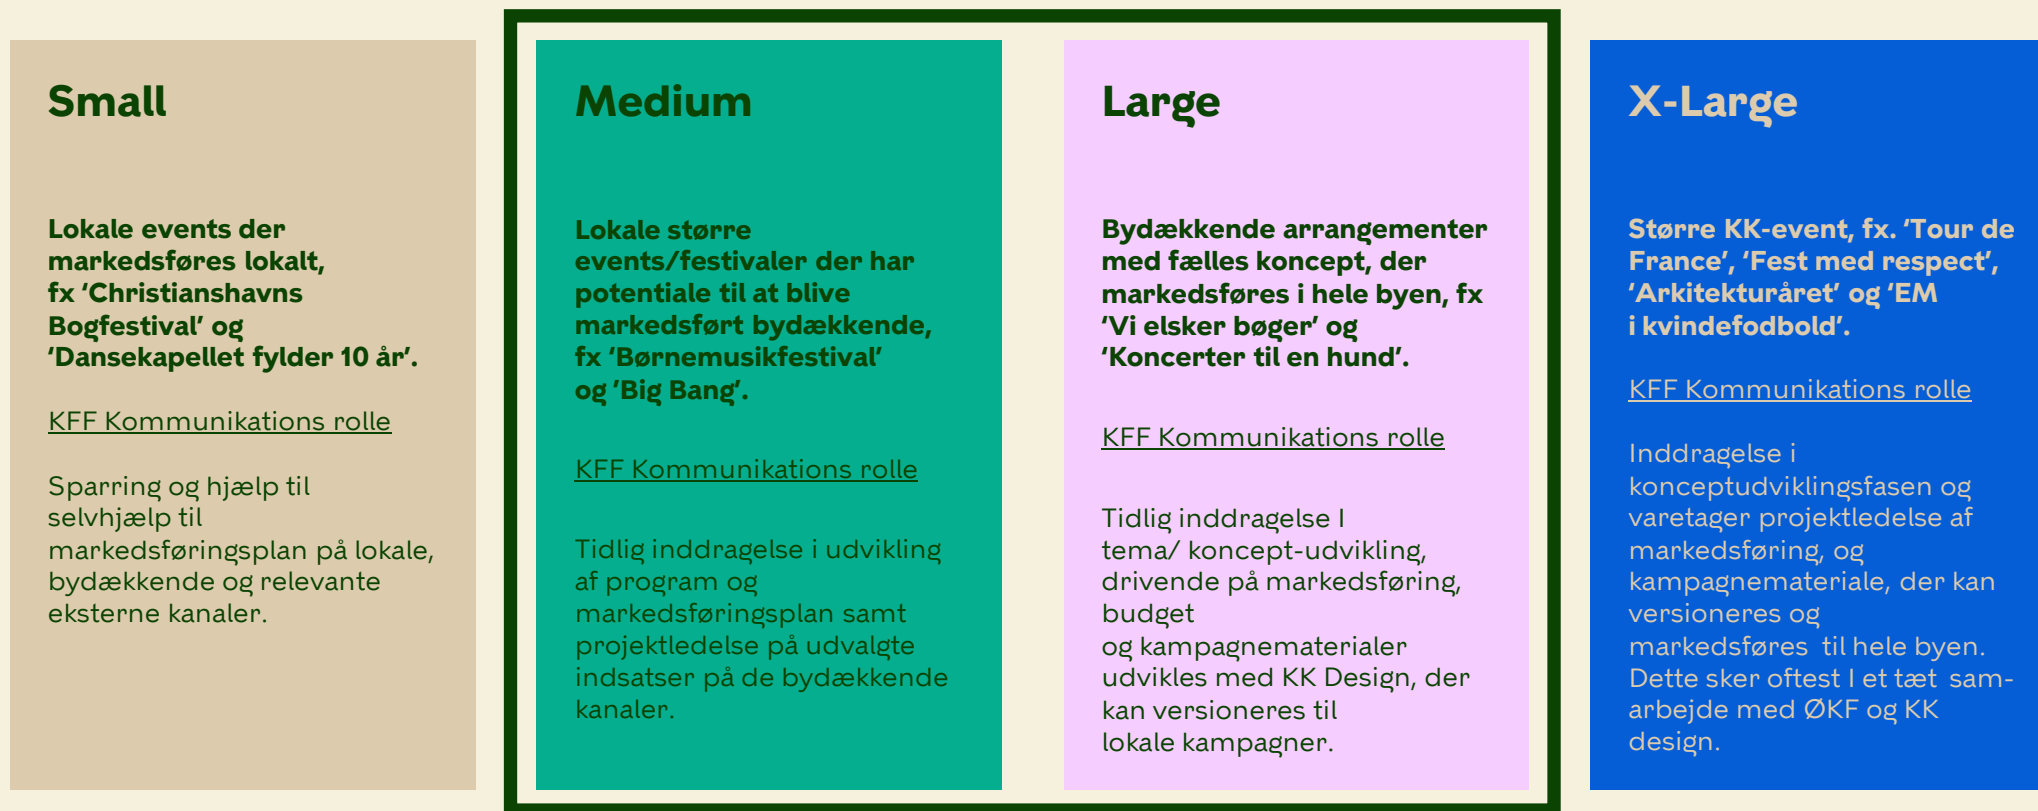 Small
Lokale events der
markedsføres lokalt,
fx ‘Christianshavns
Bogfestival’ og
‘Dansekapellet fylder 10 år’.
KFF Kommunikations rolle
Sparring og hjælp til
selvhjælp til
markedsføringsplan på lokale,
bydækkende og relevante
eksterne kanaler.
Medium
Lokale større
events/festivaler der har
potentiale til at blive
markedsført bydækkende,
fx ‘Børnemusikfestival’
og ’Big Bang’.
KFF Kommunikations rolle
Tidlig inddragelse i udvikling
af program og
markedsføringsplan samt
projektledelse på udvalgte
indsatser på de bydækkende
kanaler.
Large
Bydækkende arrangementer
med fælles koncept, der
markedsføres i hele byen, fx
‘Vi elsker bøger’ og
‘Koncerter til en hund’.
KFF Kommunikations rolle
Tidlig inddragelse I
tema/ koncept-udvikling,
drivende på markedsføring,
budget
og kampagnematerialer
udvikles med KK Design, der
kan versioneres til
lokale kampagner.
X-Large
Større KK-event, fx. ‘Tour de
France’, ‘Fest med respect’,
‘Arkitekturåret’ og ‘EM
i kvindefodbold’.
KFF Kommunikations rolle
Inddragelse i
konceptudviklingsfasen og
varetager projektledelse af
markedsføring, og
kampagnemateriale, der kan
versioneres og
markedsføres  til hele byen.
Dette sker oftest I et tæt  sam-
arbejde med ØKF og KK
design.